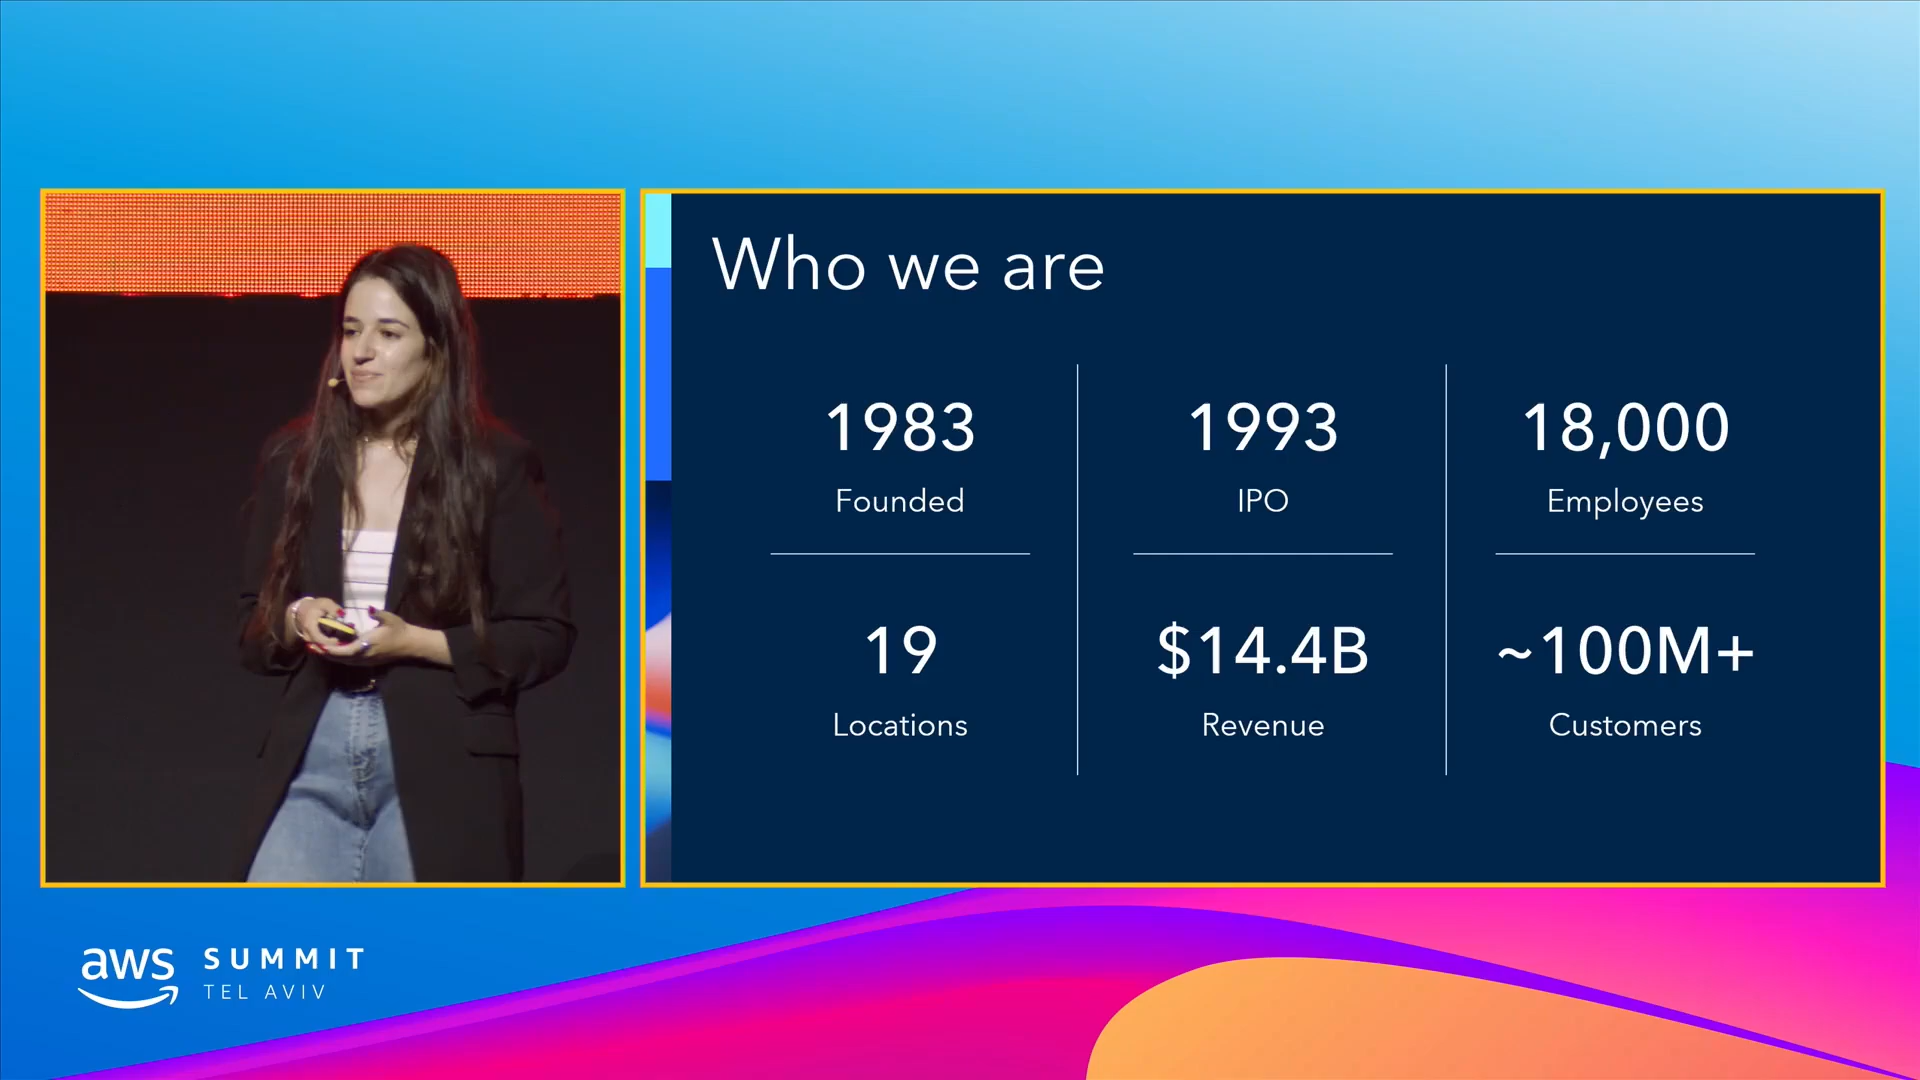 Who we are
1983
Founded
1993
IPO
18,000
Employees
19
Locations
$14.4B
Revenue
~100M+
Customers
aws SUMMIT
TEL AVIV